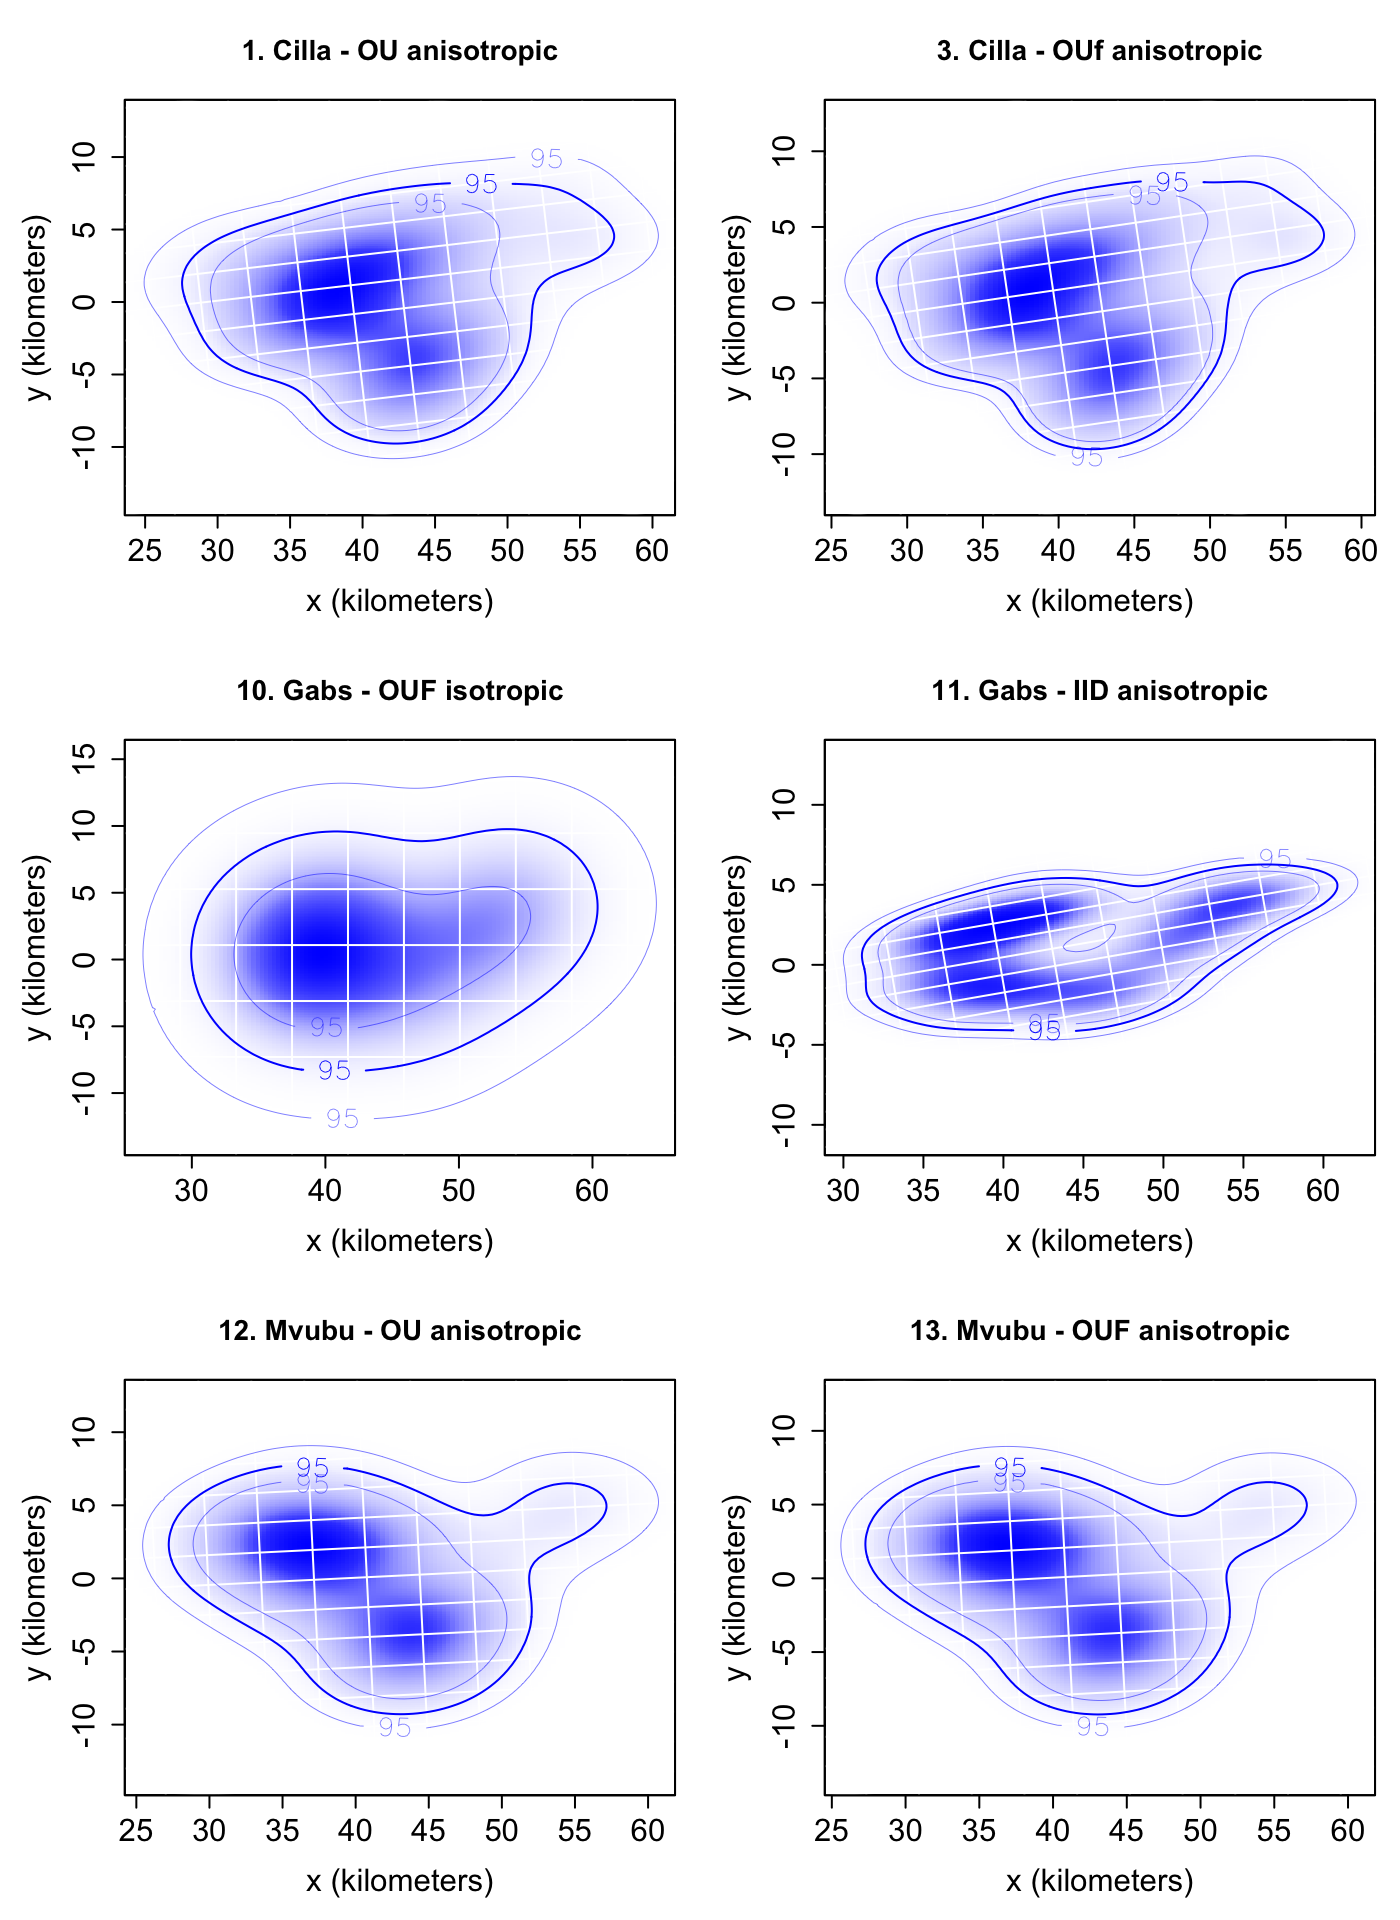 1. Cilla - OU anisotropic
95
95
95
10
5
0
-5
-10
y (kilometers)
25 30 35 40 45 50 55 60
x (kilometers)
3. Cilla - OUf anisotropic
95
95
95
10
5
0
-5
-10
y (kilometers)
25 30 35 40 45 50 55 60
x (kilometers)
10. Gabs - OUF isotropic
95
95
95
15
10
5
0
-5
-10
y (kilometers)
30 40 50 60
x (kilometers)
11. Gabs - IID anisotropic
95
95
95
10
5
0
-5
-10
y (kilometers)
30 35 40 45 50 55 60
x (kilometers)
12. Mvubu - OU anisotropic
95
95
95
10
5
0
-5
-10
y (kilometers)
25 30 35 40 45 50 55 60
x (kilometers)
13. Mvubu - OUF anisotropic
95
95
95
10
5
0
-5
-10
y (kilometers)
25 30 35 40 45 50 55 60
x (kilometers)